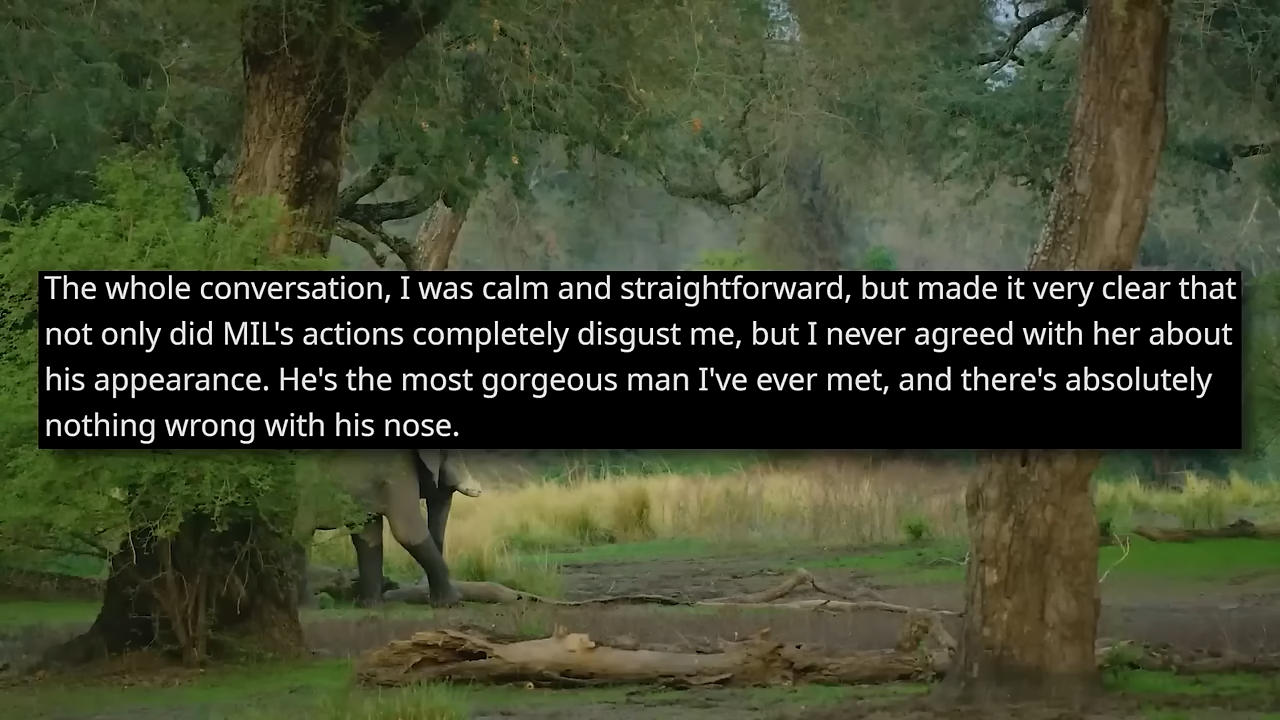 The whole conversation, I was calm and straightforward, but made it very clear that
not only did MIL's actions completely disgust me, but I never agreed with her about
his appearance. He's the most gorgeous man I've ever met, and there's absolutely
nothing wrong with his nose.